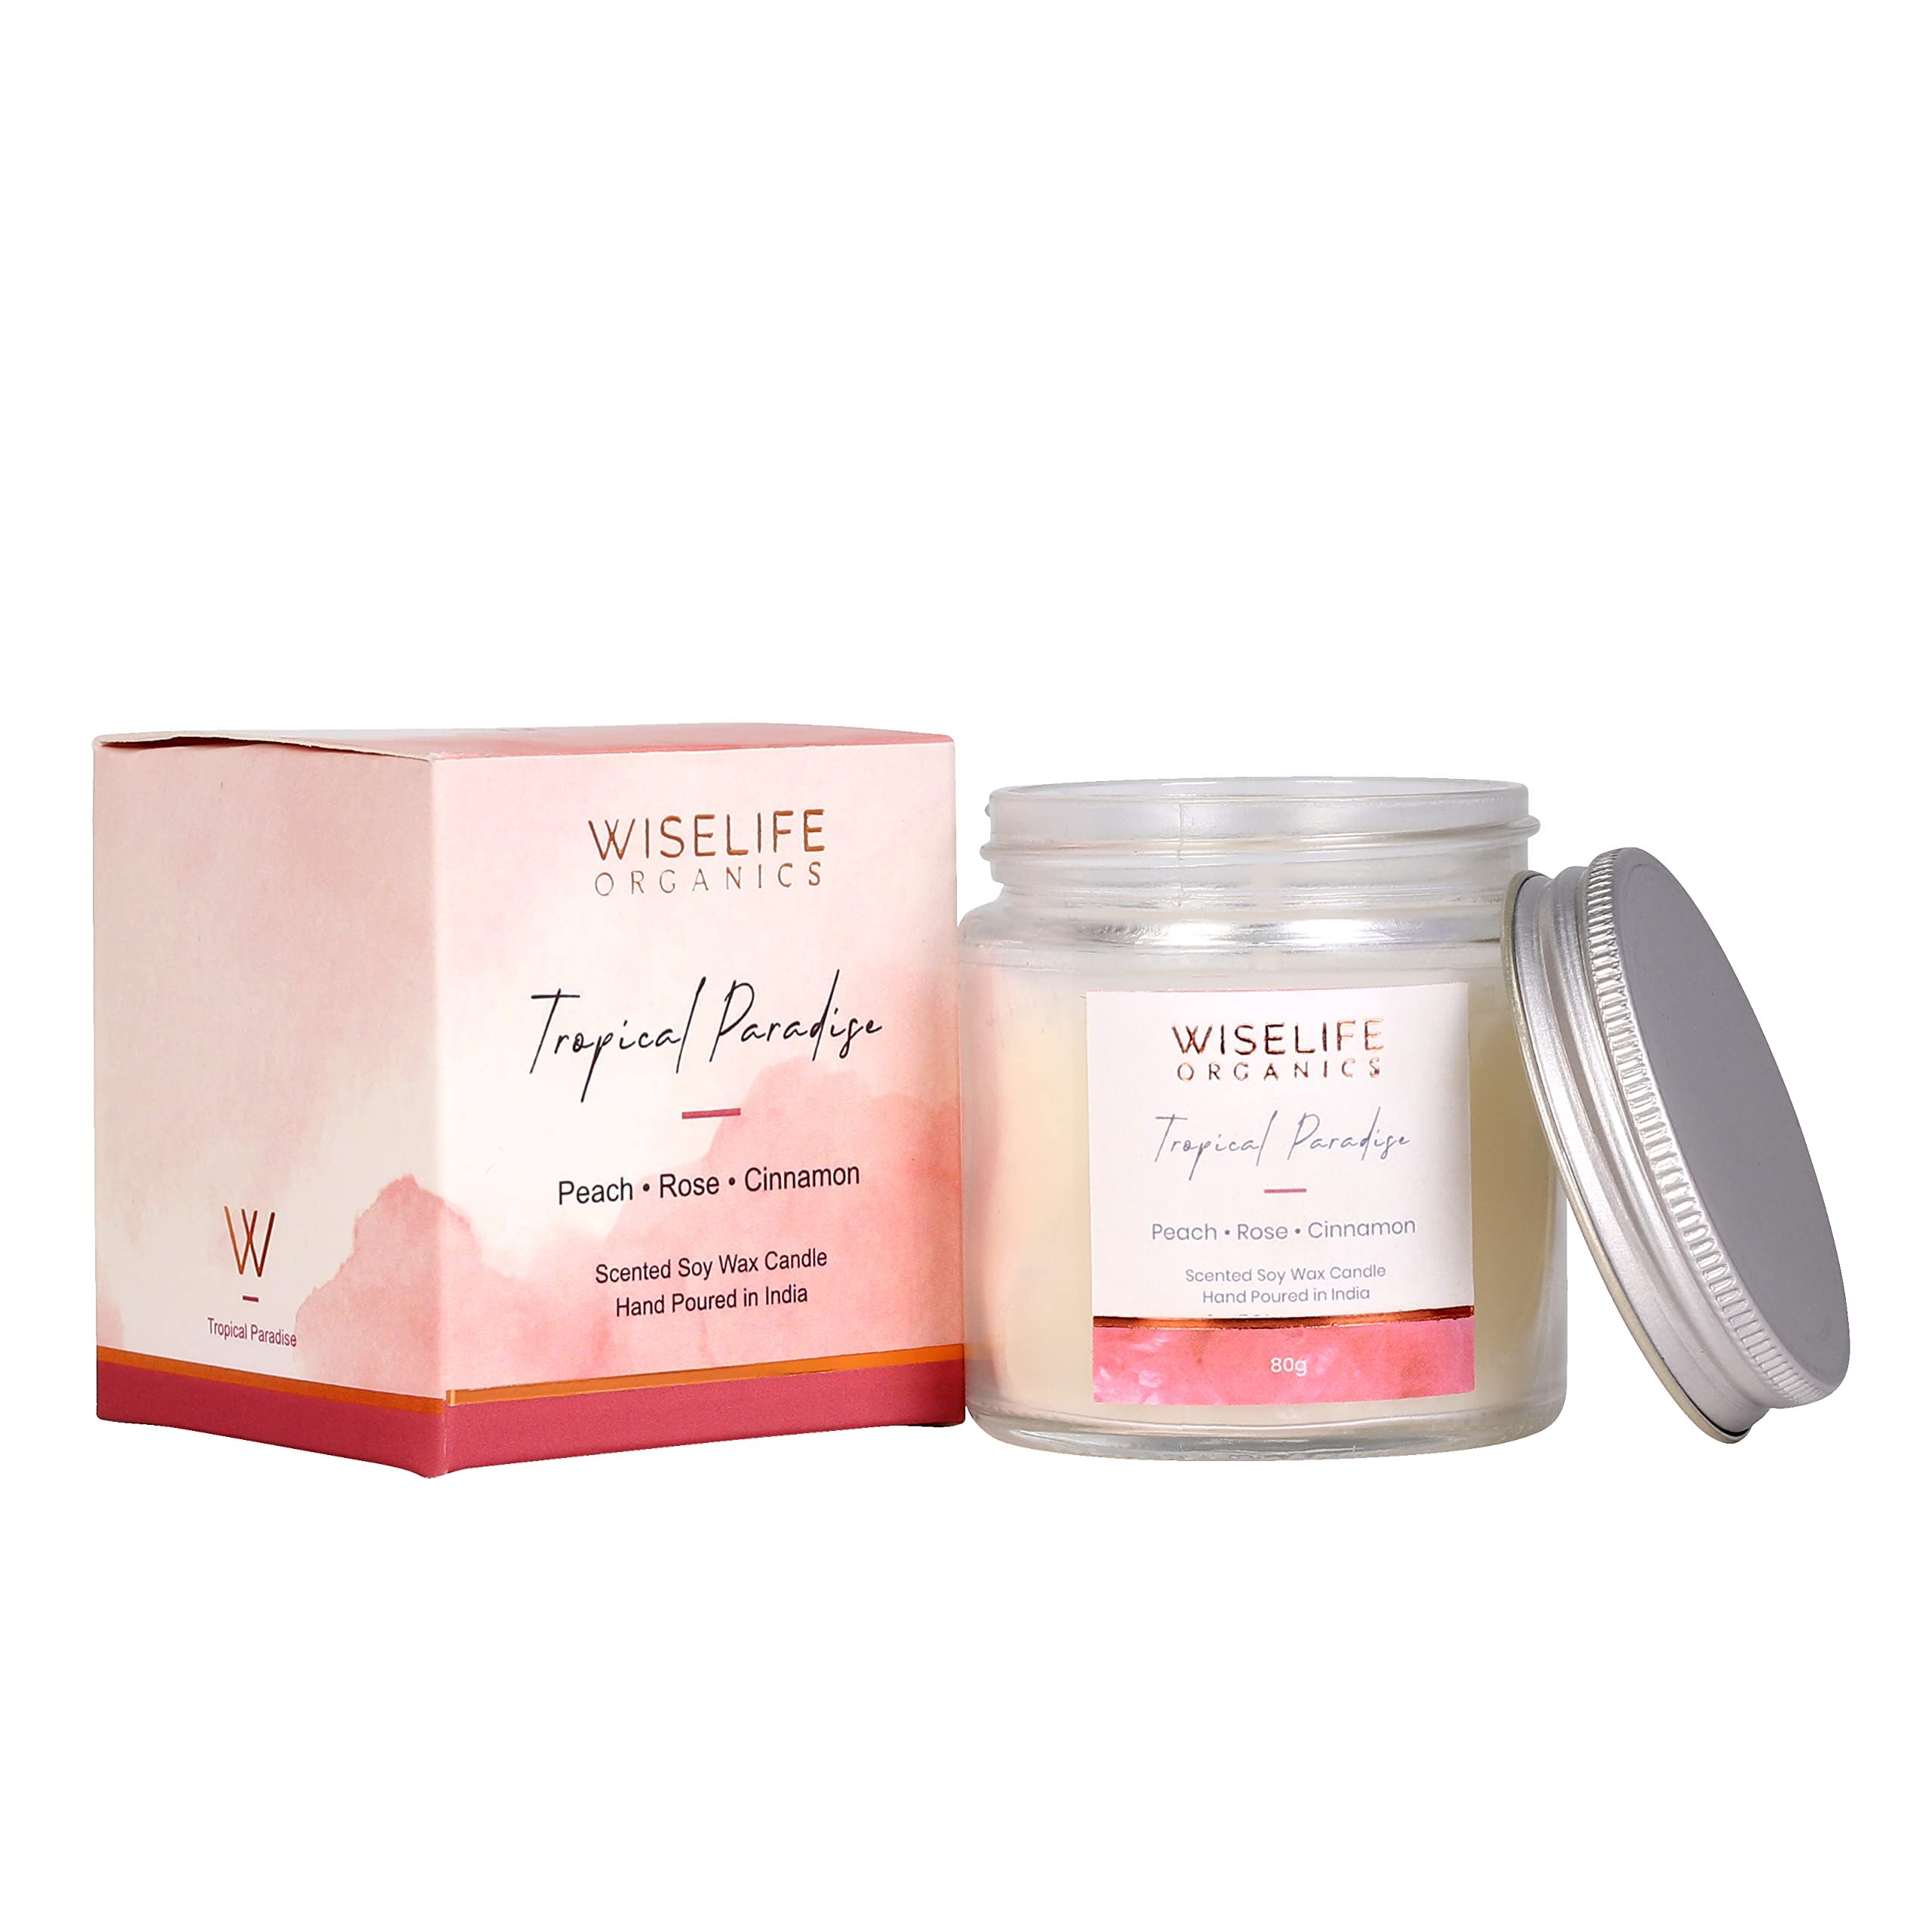 WISELIFE
ORGANICS
Tropical Paradise
Peach • Rose • Cinnamon
Scented Soy Wax Candle
Hand Poured in India
W
Tropical Paradise
WISELIFE
ORGANICS
Tropical Paradise
Peach • Rose • Cinnamon
Scented Soy Wax Candle
Hand Poured in India
80g